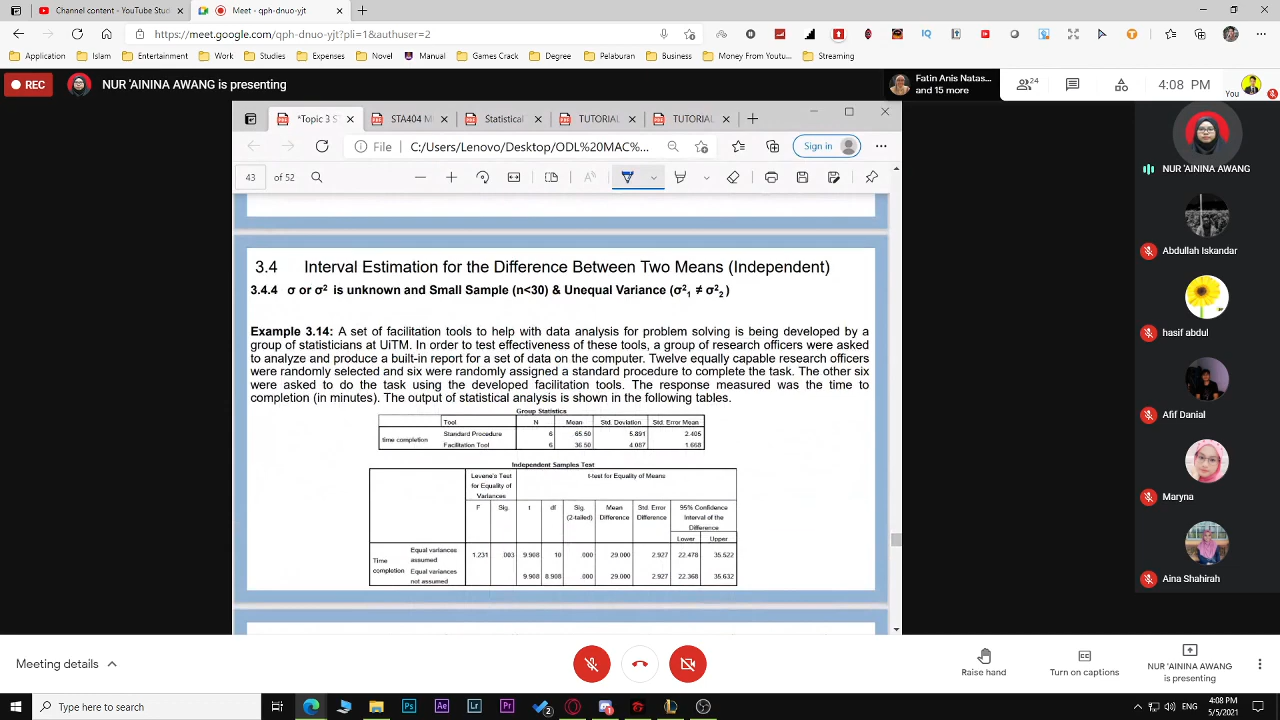 Channel content - YouTube Stud
Meet - qph-dnuo-yjt
https://meet.google.com/qph-dnuo-yjt?pli=1&authuser=2
Application
Islam
Entertainment
Work
Studies
Expenses
Novel
Manual
Games Crack
Degree
Pelaburan
Business
Money From Youtu...
Streaming
REC
NUR 'AININA AWANG is presenting
Fatin Anis Natas...
and 15 more
24
4:08 PM
You
*Topic 3 S
STA404 M
Statistical
TUTORIAL
TUTORIAL
File
C:/Users/Lenovo/Desktop/ODL%20MAC%...
Sign in
43 of 52
3.4 Interval Estimation for the Difference Between Two Means (Independent)
3.4.4 σ or σ² is unknown and Small Sample (n<30) & Unequal Variance (σ²₁ ≠ σ²₂)
Example 3.14: A set of facilitation tools to help with data analysis for problem solving is being developed by a
group of statisticians at UiTM. In order to test effectiveness of these tools, a group of research officers were asked
to analyze and produce a built-in report for a set of data on the computer. Twelve equally capable research officers
were randomly selected and six were randomly assigned a standard procedure to complete the task. The other six
were asked to do the task using the developed facilitation tools. The response measured was the time to
completion (in minutes). The output of statistical analysis is shown in the following tables.
Group Statistics
Tool N Mean Std. Deviation Std. Error Mean
time completion Standard Procedure 6 65.50 5.891 2.405
Facilitation Tool 6 36.50 4.087 1.668
Independent Samples Test
Levene's Test
for Equality of
Variances
t-test for Equality of Means
F Sig. t df Sig.
(2-tailed)
Mean
Difference
Std. Error
Difference
95% Confidence
Interval of the
Difference
Lower Upper
Time
completion
Equal variances
assumed
1.231 .003 9.908 10 .000 29.000 2.927 22.478 35.522
Equal variances
not assumed
9.908 8.908 .000 29.000 2.927 22.368 35.632
NUR 'AININA AWANG
Abdullah Iskandar
hasif abdul
Afif Danial
Maryna
Aina Shahirah
Meeting details
Raise hand
Turn on captions
NUR 'AININA AWANG
is presenting
Type here to search
Ps
Ae
Lr
Pr
2
ENG
4:08 PM
5/5/2021